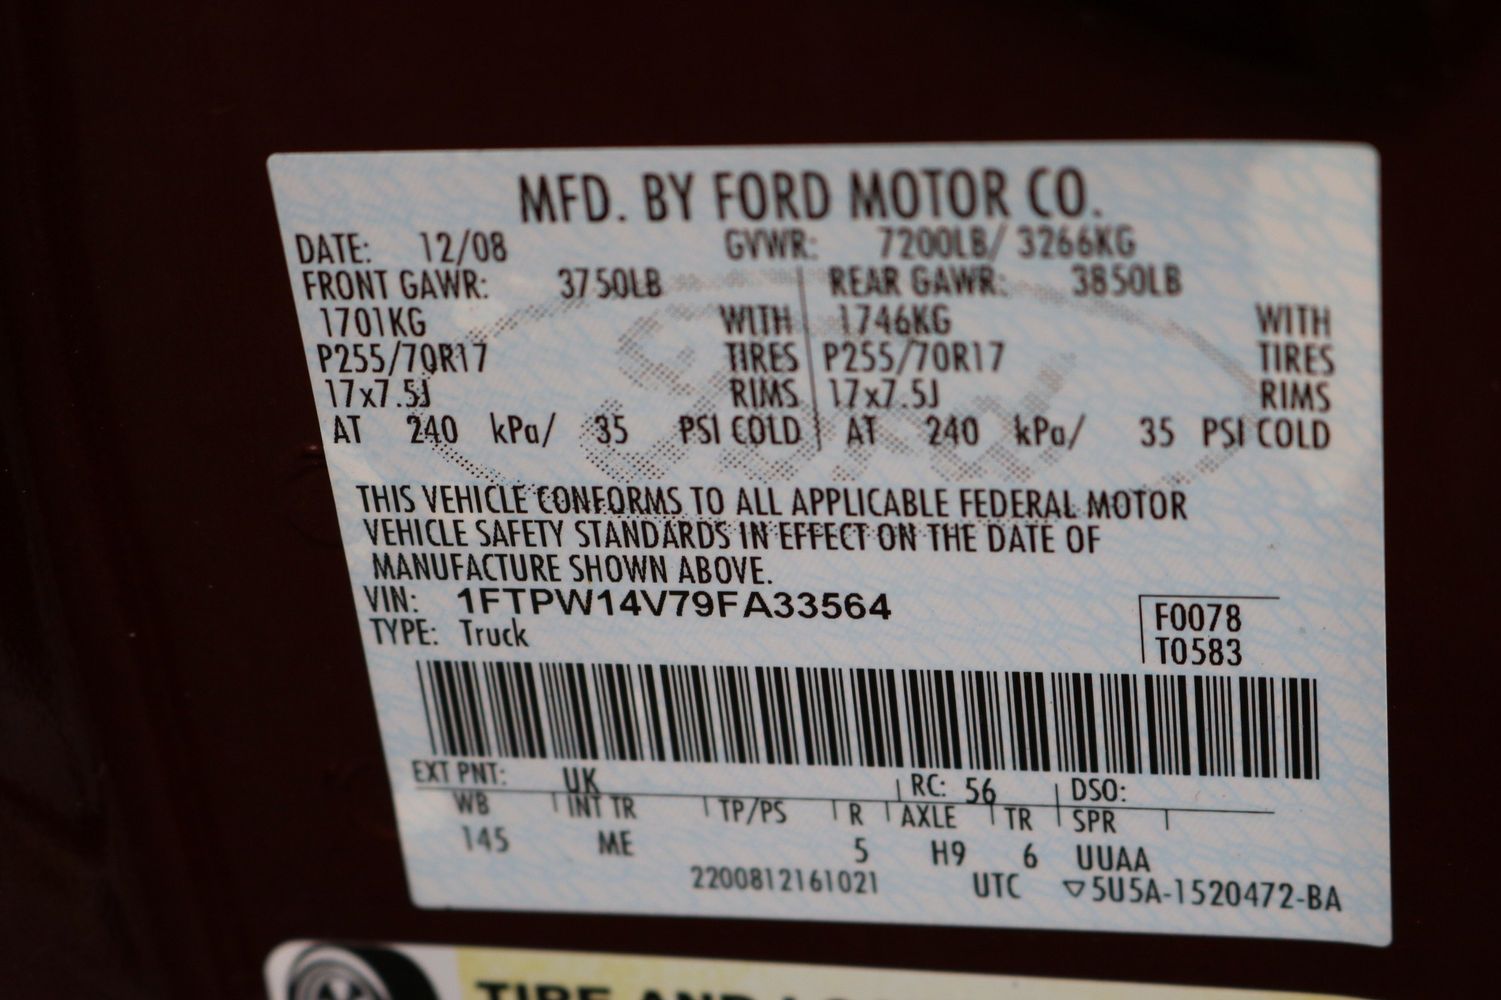 MFD. BY FORD MOTOR CO.
DATE: 12/08 GVWR: 7200LB/ 3266KG
FRONT GAWR: 3750LB REAR GAWR: 3850LB
1701KG WITH 1746KG WITH
P255/70R17 TIRES P255/70R17 TIRES
17x7.5J RIMS 17x7.5J RIMS
AT 240 kPa/ 35 PSI COLD AT 240 kPa/ 35 PSI COLD
THIS VEHICLE CONFORMS TO ALL APPLICABLE FEDERAL MOTOR
VEHICLE SAFETY STANDARDS IN EFFECT ON THE DATE OF
MANUFACTURE SHOWN ABOVE.
VIN: 1FTPW14V79FA33564 F0078
TYPE: Truck T0583
EXT PNT: UK RC: 56 DSO:
WB INT TR TP/PS R AXLE TR SPR
145 ME 5 H9 6 UUAA
2200812161021 UTC ▽5U5A-1520472-BA
TIRE AND